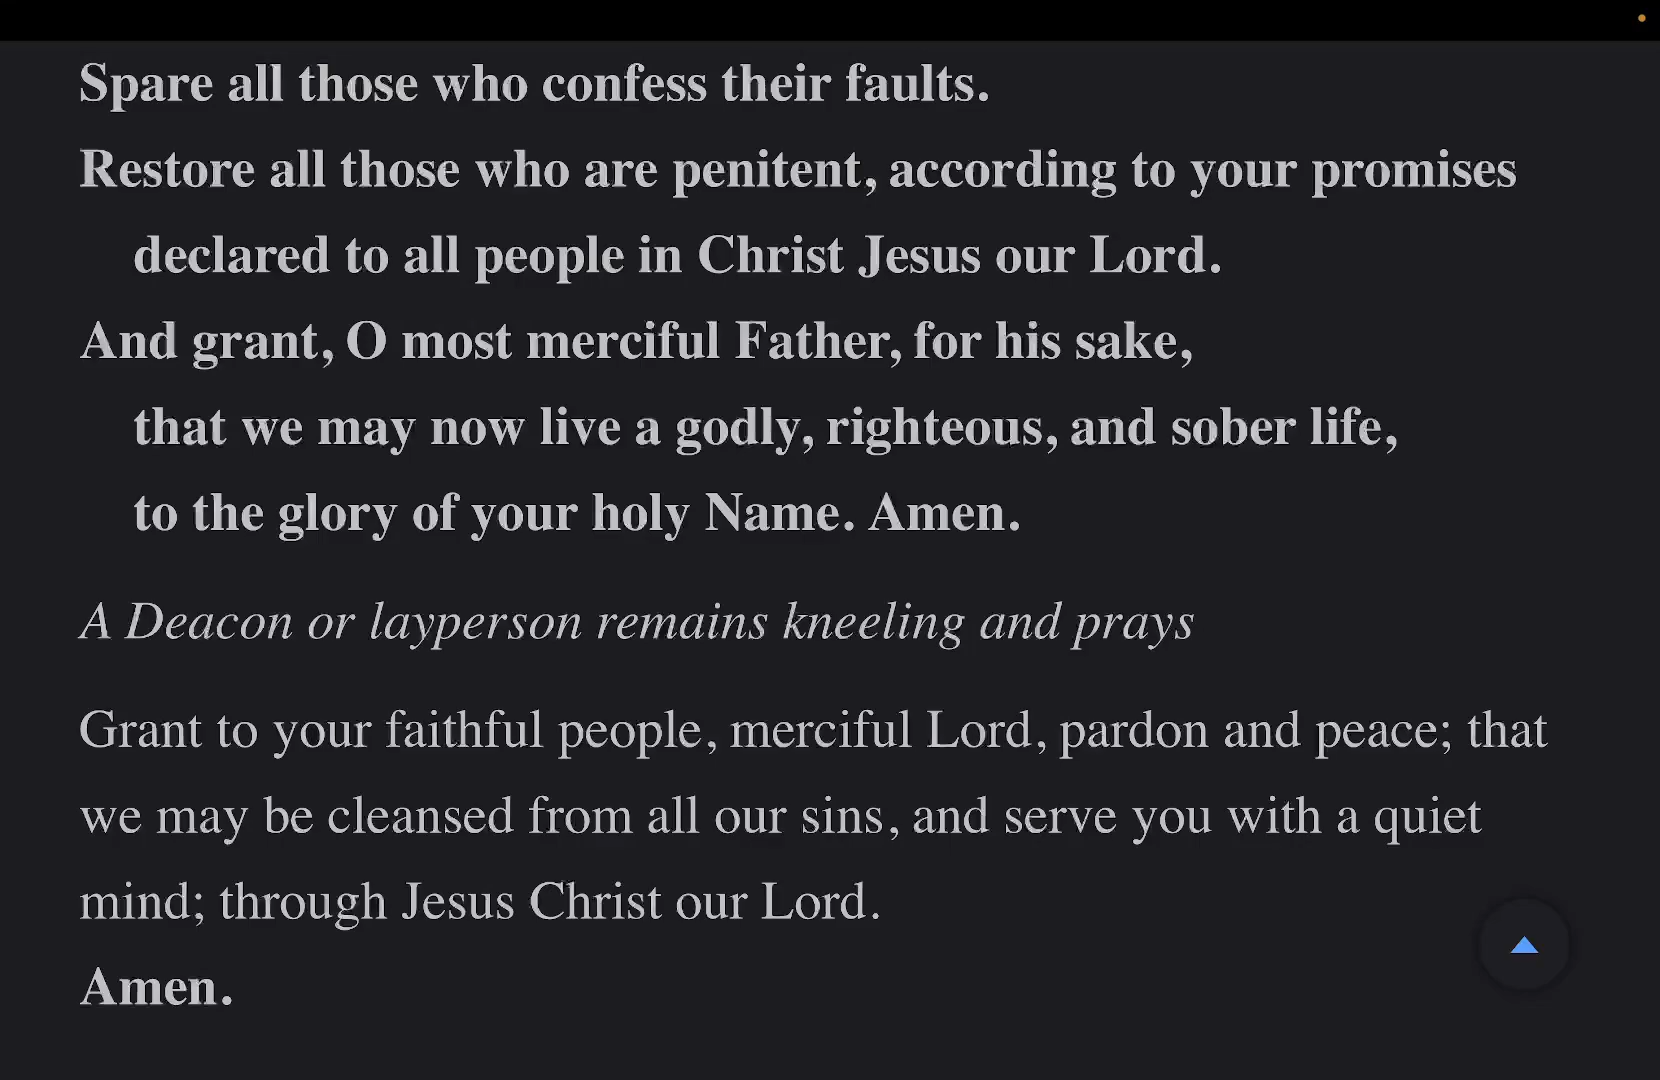 Spare all those who confess their faults.
Restore all those who are penitent, according to your promises
declared to all people in Christ Jesus our Lord.
And grant, O most merciful Father, for his sake,
that we may now live a godly, righteous, and sober life,
to the glory of your holy Name. Amen.
A Deacon or layperson remains kneeling and prays
Grant to your faithful people, merciful Lord, pardon and peace; that
we may be cleansed from all our sins, and serve you with a quiet
mind; through Jesus Christ our Lord.
Amen.